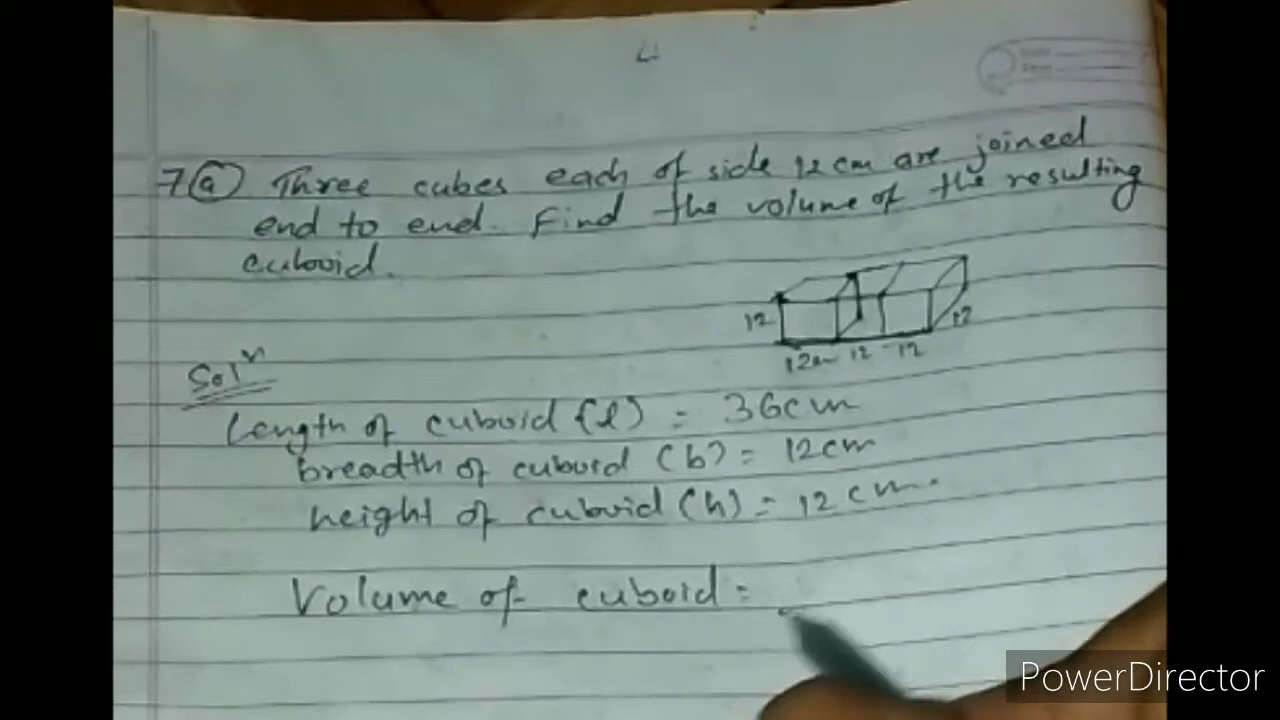 7(a) Three cubes each of side 12 cm are joined
end to end. Find the volume of the resulting
cuboid.
12
12
12cm 12 12
Solⁿ
Length of cuboid (l) = 36cm
breadth of cuboid (b) = 12cm
height of cuboid (h) = 12 cm.
Volume of cuboid =
PowerDirector